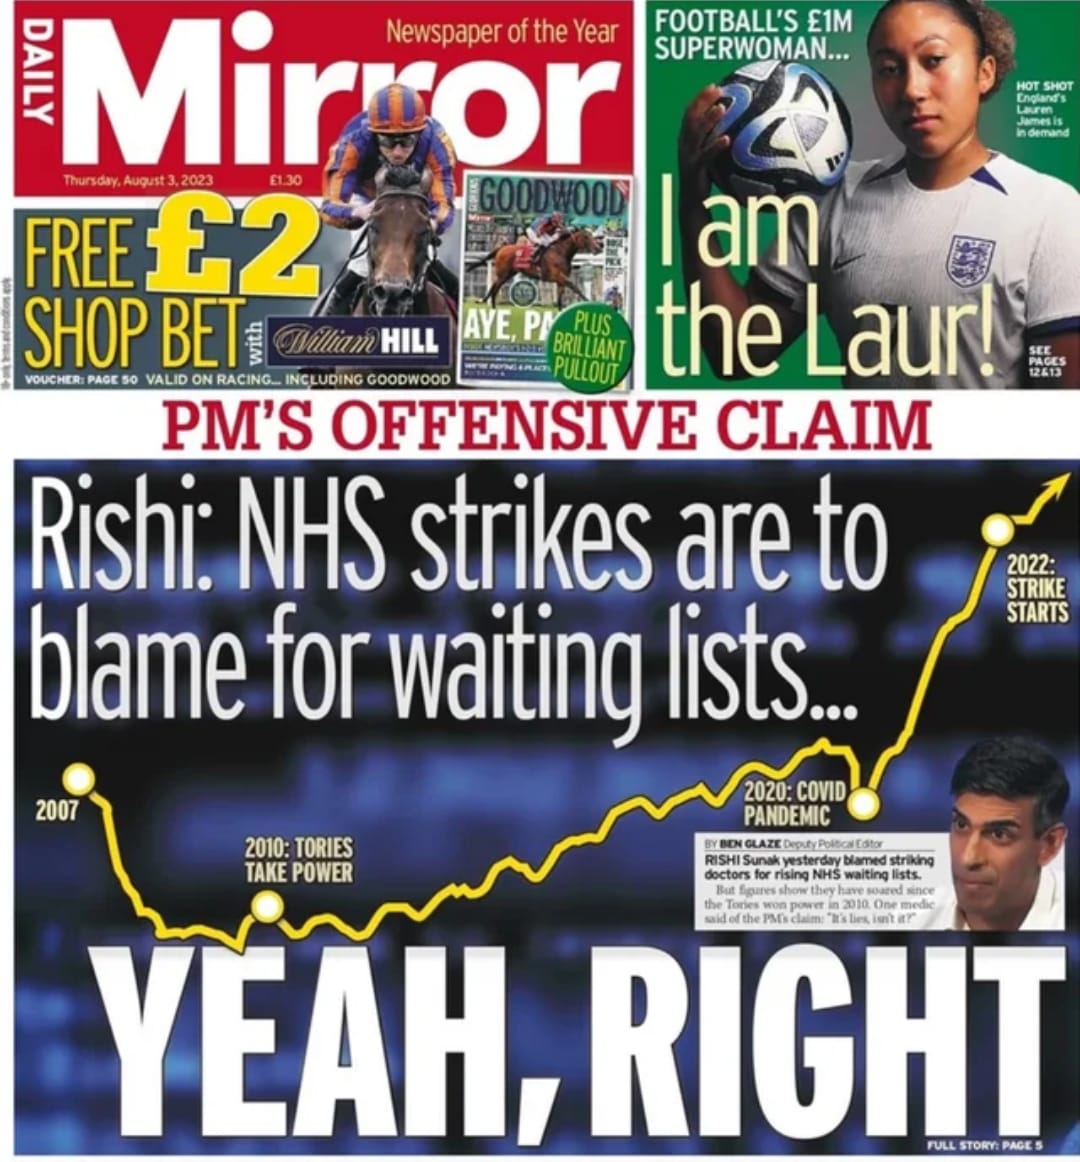 DAILY
Mirror
Newspaper of the Year
Thursday, August 3, 2023 £1.30
FREE £2
SHOP BET
with
William HILL
VOUCHER: PAGE 50 VALID ON RACING... INCLUDING GOODWOOD
GOODWOOD
AYE,
PLUS
BRILLIANT
PULLOUT
FOOTBALL'S £1M
SUPERWOMAN...
HOT SHOT
England's
Lauren
James is
in demand
I am
the Laur!
SEE
PAGES
12&13
PM'S OFFENSIVE CLAIM
Rishi: NHS strikes are to
blame for waiting lists...
2022:
STRIKE
STARTS
2007
2010: TORIES
TAKE POWER
2020: COVID
PANDEMIC
BY BEN GLAZE Deputy Political Editor
RISHI Sunak yesterday blamed striking
doctors for rising NHS waiting lists.
But figures show they have soared since
the Tories won power in 2010. One medic
said of the PM's claim: "It's lies, isn't it?"
YEAH, RIGHT
FULL STORY: PAGE 5